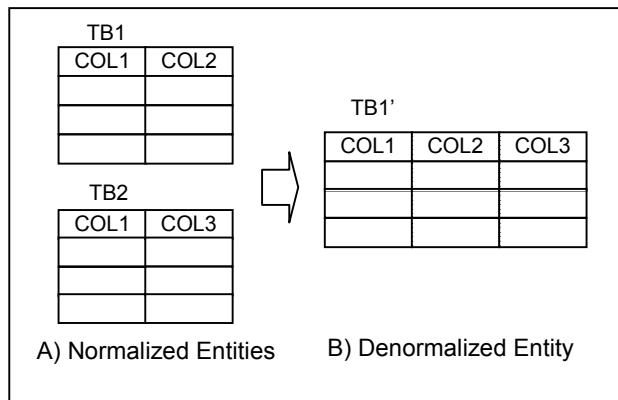 TB1
COL1 COL2
TB2
COL1 COL3
A) Normalized Entities
TB1’
COL1 COL2 COL3
B) Denormalized Entity